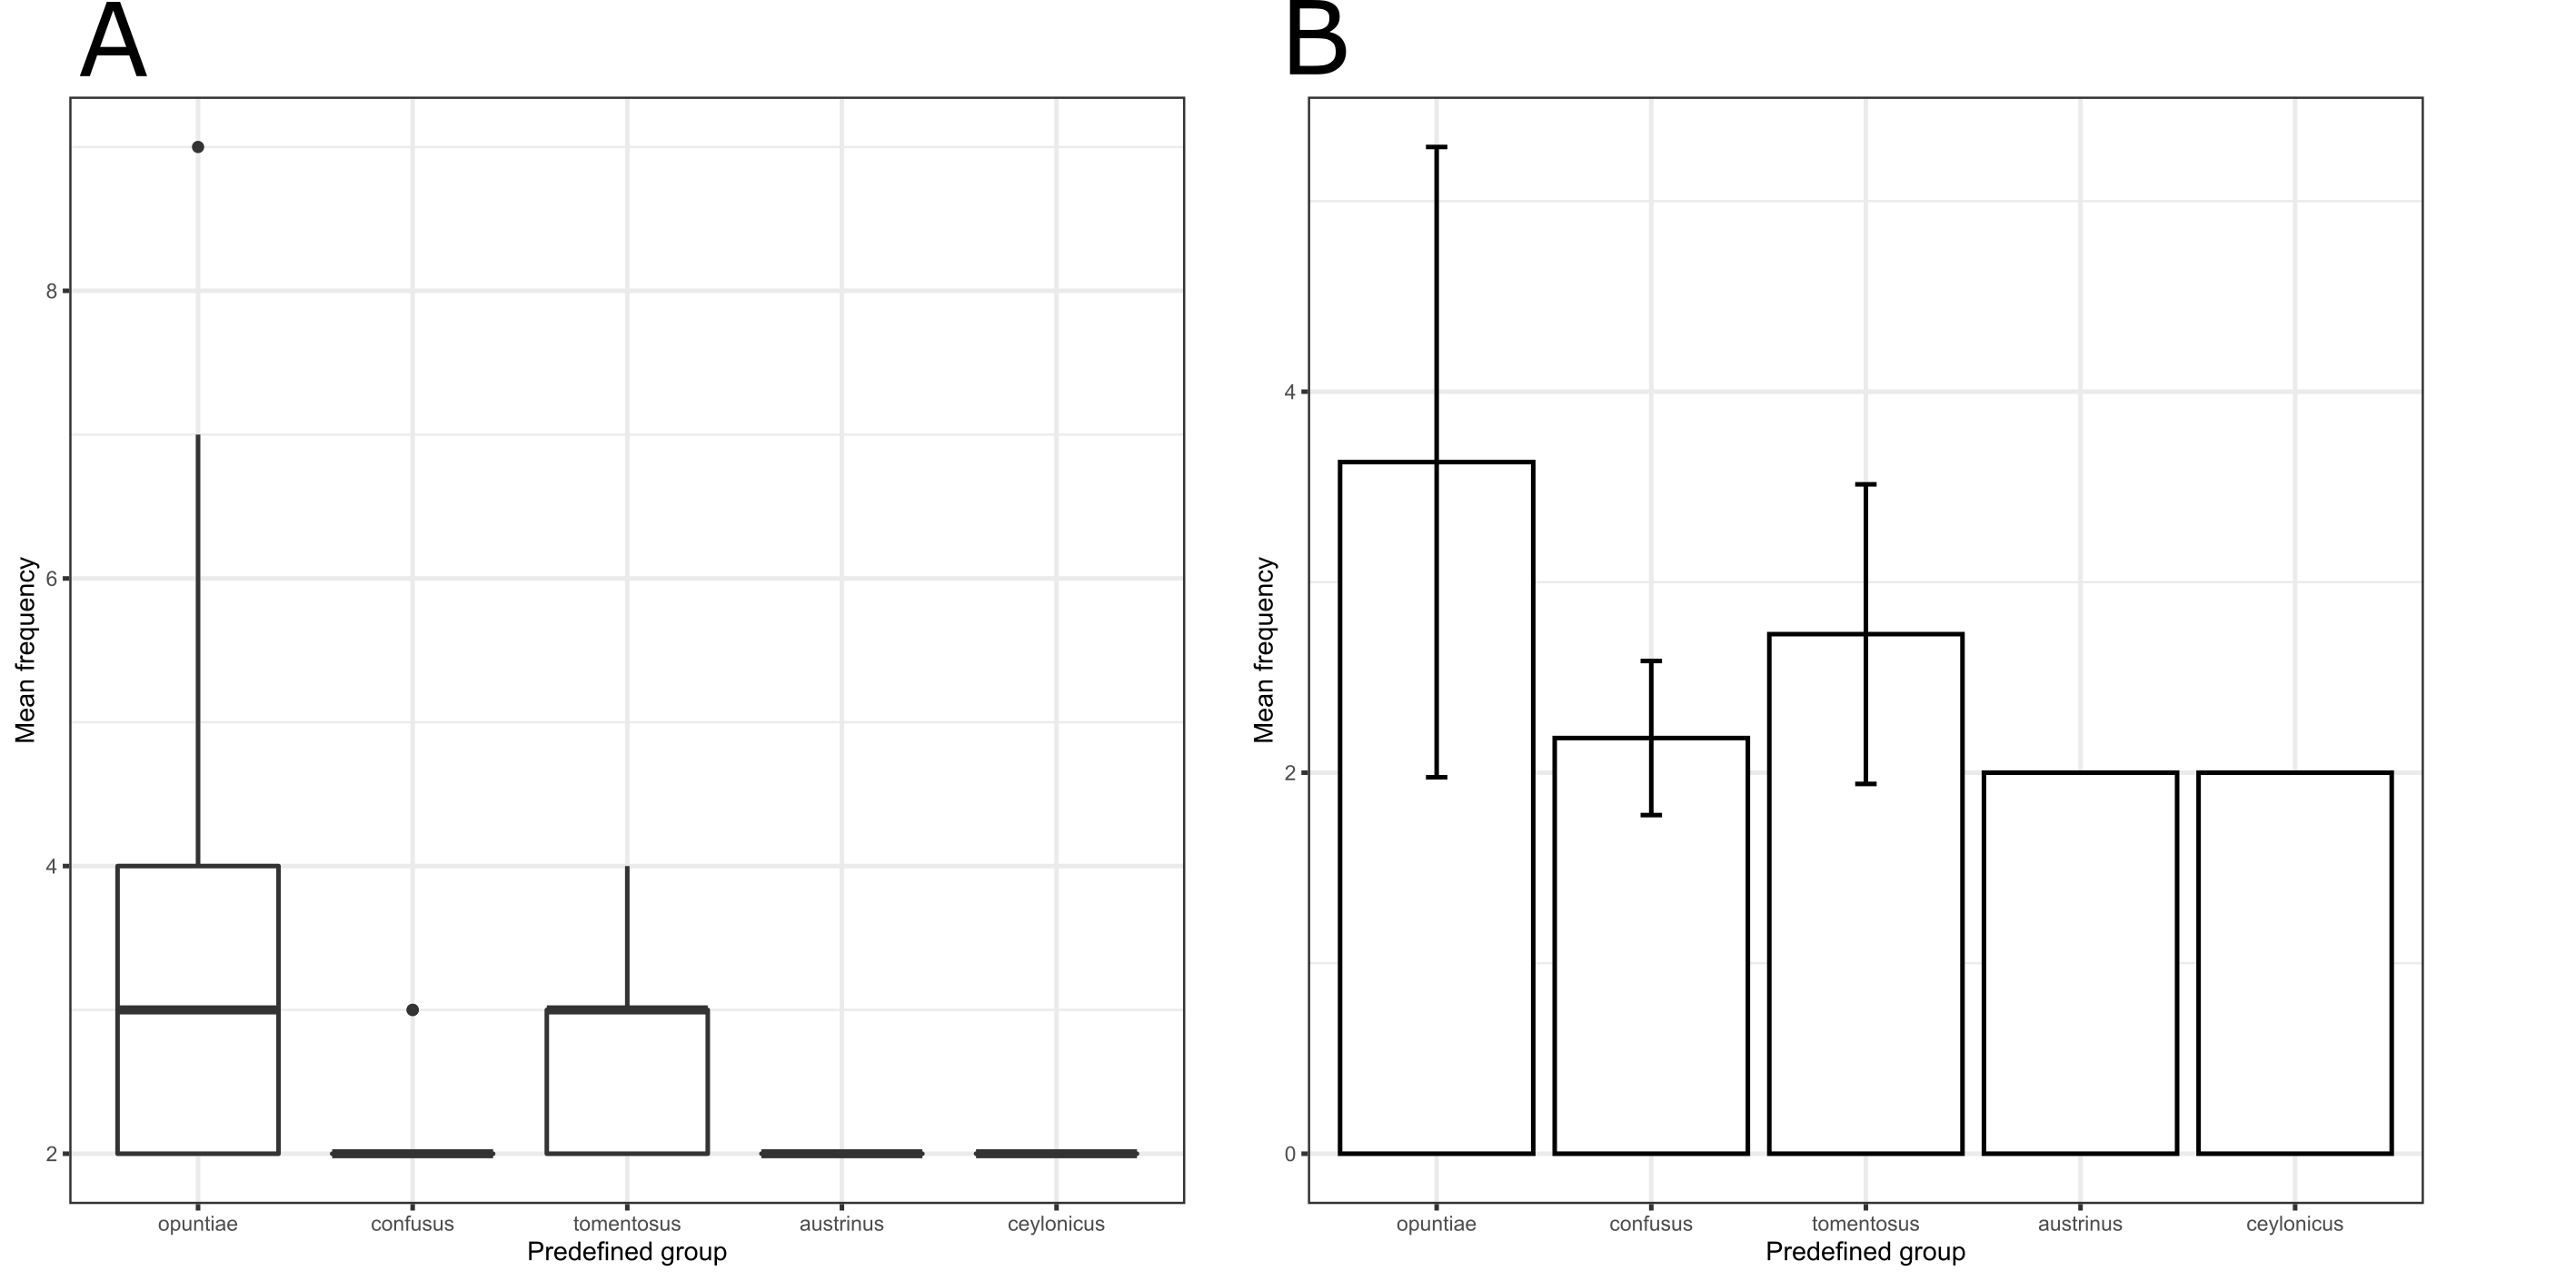 A
Mean frequency
8
6
4
2
opuntiae confusus tomentosus austrinus ceylonicus
Predefined group
B
Mean frequency
4
2
0
opuntiae confusus tomentosus austrinus ceylonicus
Predefined group